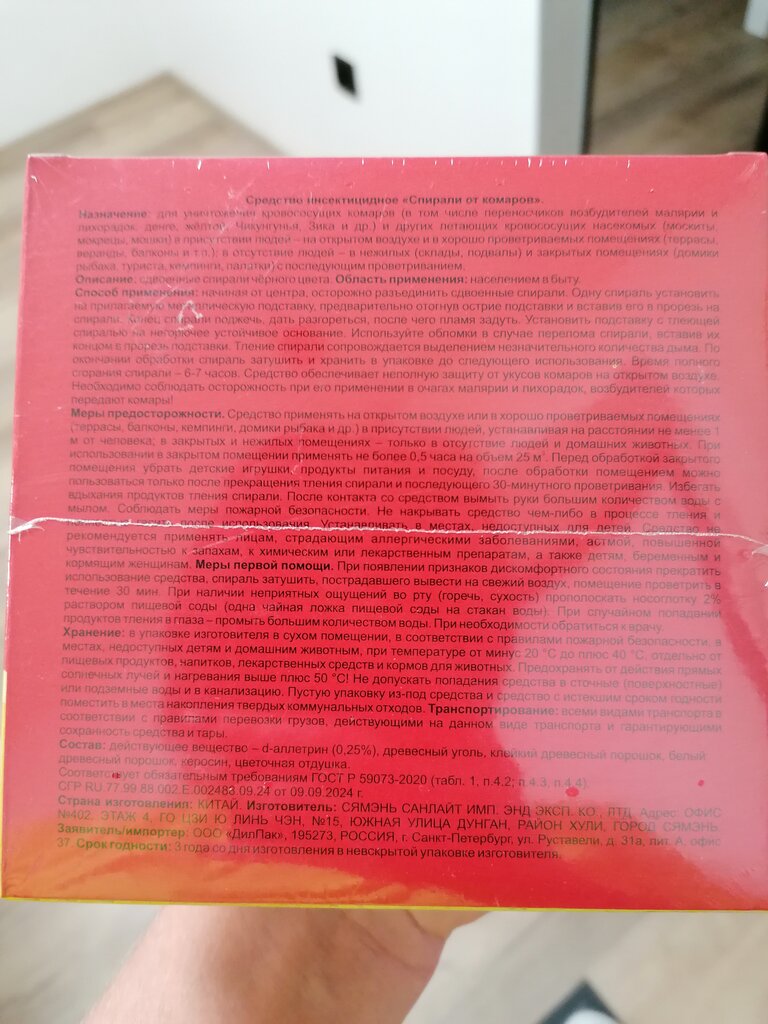 Средство инсектицидное «Спирали от комаров».
Назначение: для уничтожения кровососущих комаров (в том числе переносчиков возбудителей малярии и
лихорадок: денге, жёлтой, Чикунгунья, Зика и др.) и других летающих кровососущих насекомых (москиты,
мокрецы, мошки) в присутствии людей – на открытом воздухе и в хорошо проветриваемых помещениях (террасы,
веранды, балконы и т.п.); в отсутствие людей – в нежилых (склады, подвалы) и закрытых помещениях (домики
рыбака, туриста, кемпинги, палатки) с последующим проветриванием.
Описание: сдвоенные спирали чёрного цвета. Область применения: населением в быту.
Способ применения: начиная от центра, осторожно разъединить сдвоенные спирали. Одну спираль установить
на прилагаемую металлическую подставку, предварительно отогнув острие подставки и вставив его в прорезь на
спирали. Конец спирали поджечь, дать разгореться, после чего пламя задуть. Установить подставку с тлеющей
спиралью на негорючее устойчивое основание. Используйте обломки в случае перелома спирали, вставив их
концом в прорезь подставки. Тление спирали сопровождается выделением незначительного количества дыма. По
окончании обработки спираль затушить и хранить в упаковке до следующего использования. Время полного
сгорания спирали – 6-7 часов. Средство обеспечивает неполную защиту от укусов комаров на открытом воздухе.
Необходимо соблюдать осторожность при его применении в очагах малярии и лихорадок, возбудителей которых
передают комары!
Меры предосторожности. Средство применять на открытом воздухе или в хорошо проветриваемых помещениях
(террасы, балконы, кемпинги, домики рыбака и др.) в присутствии людей, устанавливая на расстоянии не менее 1
м от человека; в закрытых и нежилых помещениях – только в отсутствие людей и домашних животных. При
использовании в закрытом помещении применять не более 0,5 часа на объем 25 м³. Перед обработкой закрытого
помещения убрать детские игрушки, продукты питания и посуду, после обработки помещением можно
пользоваться только после прекращения тления спирали и последующего 30-минутного проветривания. Избегать
вдыхания продуктов тления спирали. После контакта со средством вымыть руки большим количеством воды с
мылом. Соблюдать меры пожарной безопасности. Не накрывать средство чем-либо в процессе тления и
после использования. Устанавливать в местах, недоступных для детей. Средство не
рекомендуется применять лицам, страдающим аллергическими заболеваниями, астмой, повышенной
чувствительностью к запахам, к химическим или лекарственным препаратам, а также детям, беременным и
кормящим женщинам. Меры первой помощи. При появлении признаков дискомфортного состояния прекратить
использование средства, спираль затушить, пострадавшего вывести на свежий воздух, помещение проветрить в
течение 30 мин. При наличии неприятных ощущений во рту (горечь, сухость) прополоскать носоглотку 2%
раствором пищевой соды (одна чайная ложка пищевой соды на стакан воды). При случайном попадании
продуктов тления в глаза – промыть большим количеством воды. При необходимости обратиться к врачу.
Хранение: в упаковке изготовителя в сухом помещении, в соответствии с правилами пожарной безопасности, в
местах, недоступных детям и домашним животным, при температуре от минус 20 °С до плюс 40 °С, отдельно от
пищевых продуктов, напитков, лекарственных средств и кормов для животных. Предохранять от действия прямых
солнечных лучей и нагревания выше плюс 50 °С! Не допускать попадания средства в сточные (поверхностные)
или подземные воды и в канализацию. Пустую упаковку из-под средства и средство с истекшим сроком годности
поместить в места накопления твердых коммунальных отходов. Транспортирование: всеми видами транспорта в
соответствии с правилами перевозки грузов, действующими на данном виде транспорта и гарантирующими
сохранность средства и тары.
Состав: действующее вещество – d-аллетрин (0,25%), древесный уголь, клейкий древесный порошок, белый
древесный порошок, керосин, цветочная отдушка.
Соответствует обязательным требованиям ГОСТ Р 59073-2020 (табл. 1, п.4.2; п.4.3, п.4.4).
СГР RU.77.99.88.002.Е.002483.09.24 от 09.09.2024 г.
Страна изготовления: КИТАЙ. Изготовитель: СЯМЭНЬ САНЛАЙТ ИМП. ЭНД ЭКСП. КО., ЛТД. Адрес: ОФИС
№402, ЭТАЖ 4, ГО ЦЗИ Ю ЛИНЬ ЧЭН, №15, ЮЖНАЯ УЛИЦА ДУНГАН, РАЙОН ХУЛИ, ГОРОД СЯМЭНЬ.
Заявитель/импортер: ООО «ДилПак», 195273, РОССИЯ, г. Санкт-Петербург, ул. Руставели, д. 31а, лит. А, офис
37. Срок годности: 3 года со дня изготовления в невскрытой упаковке изготовителя.